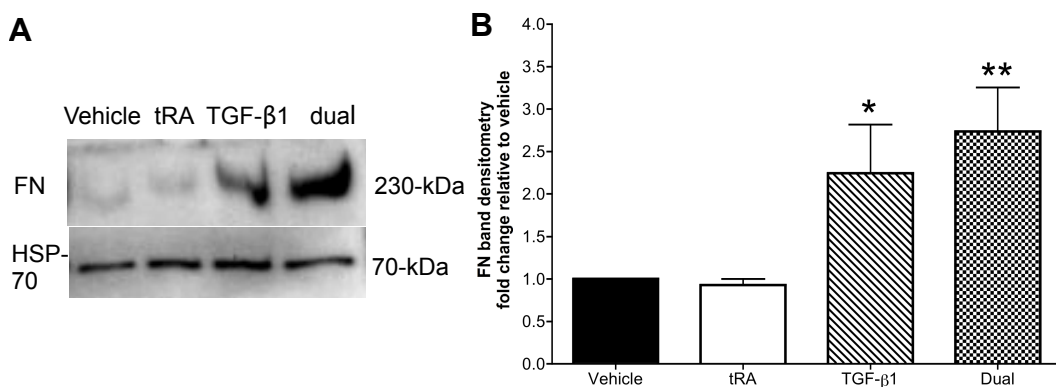 A
Vehicle tRA TGF-β1 dual
FN
230-kDa
HSP-
70
70-kDa
B
FN band densitometry
fold change relative to vehicle
4.0
3.5
3.0
2.5
2.0
1.5
1.0
0.5
0.0
*
**
Vehicle
tRA
TGF-β1
Dual